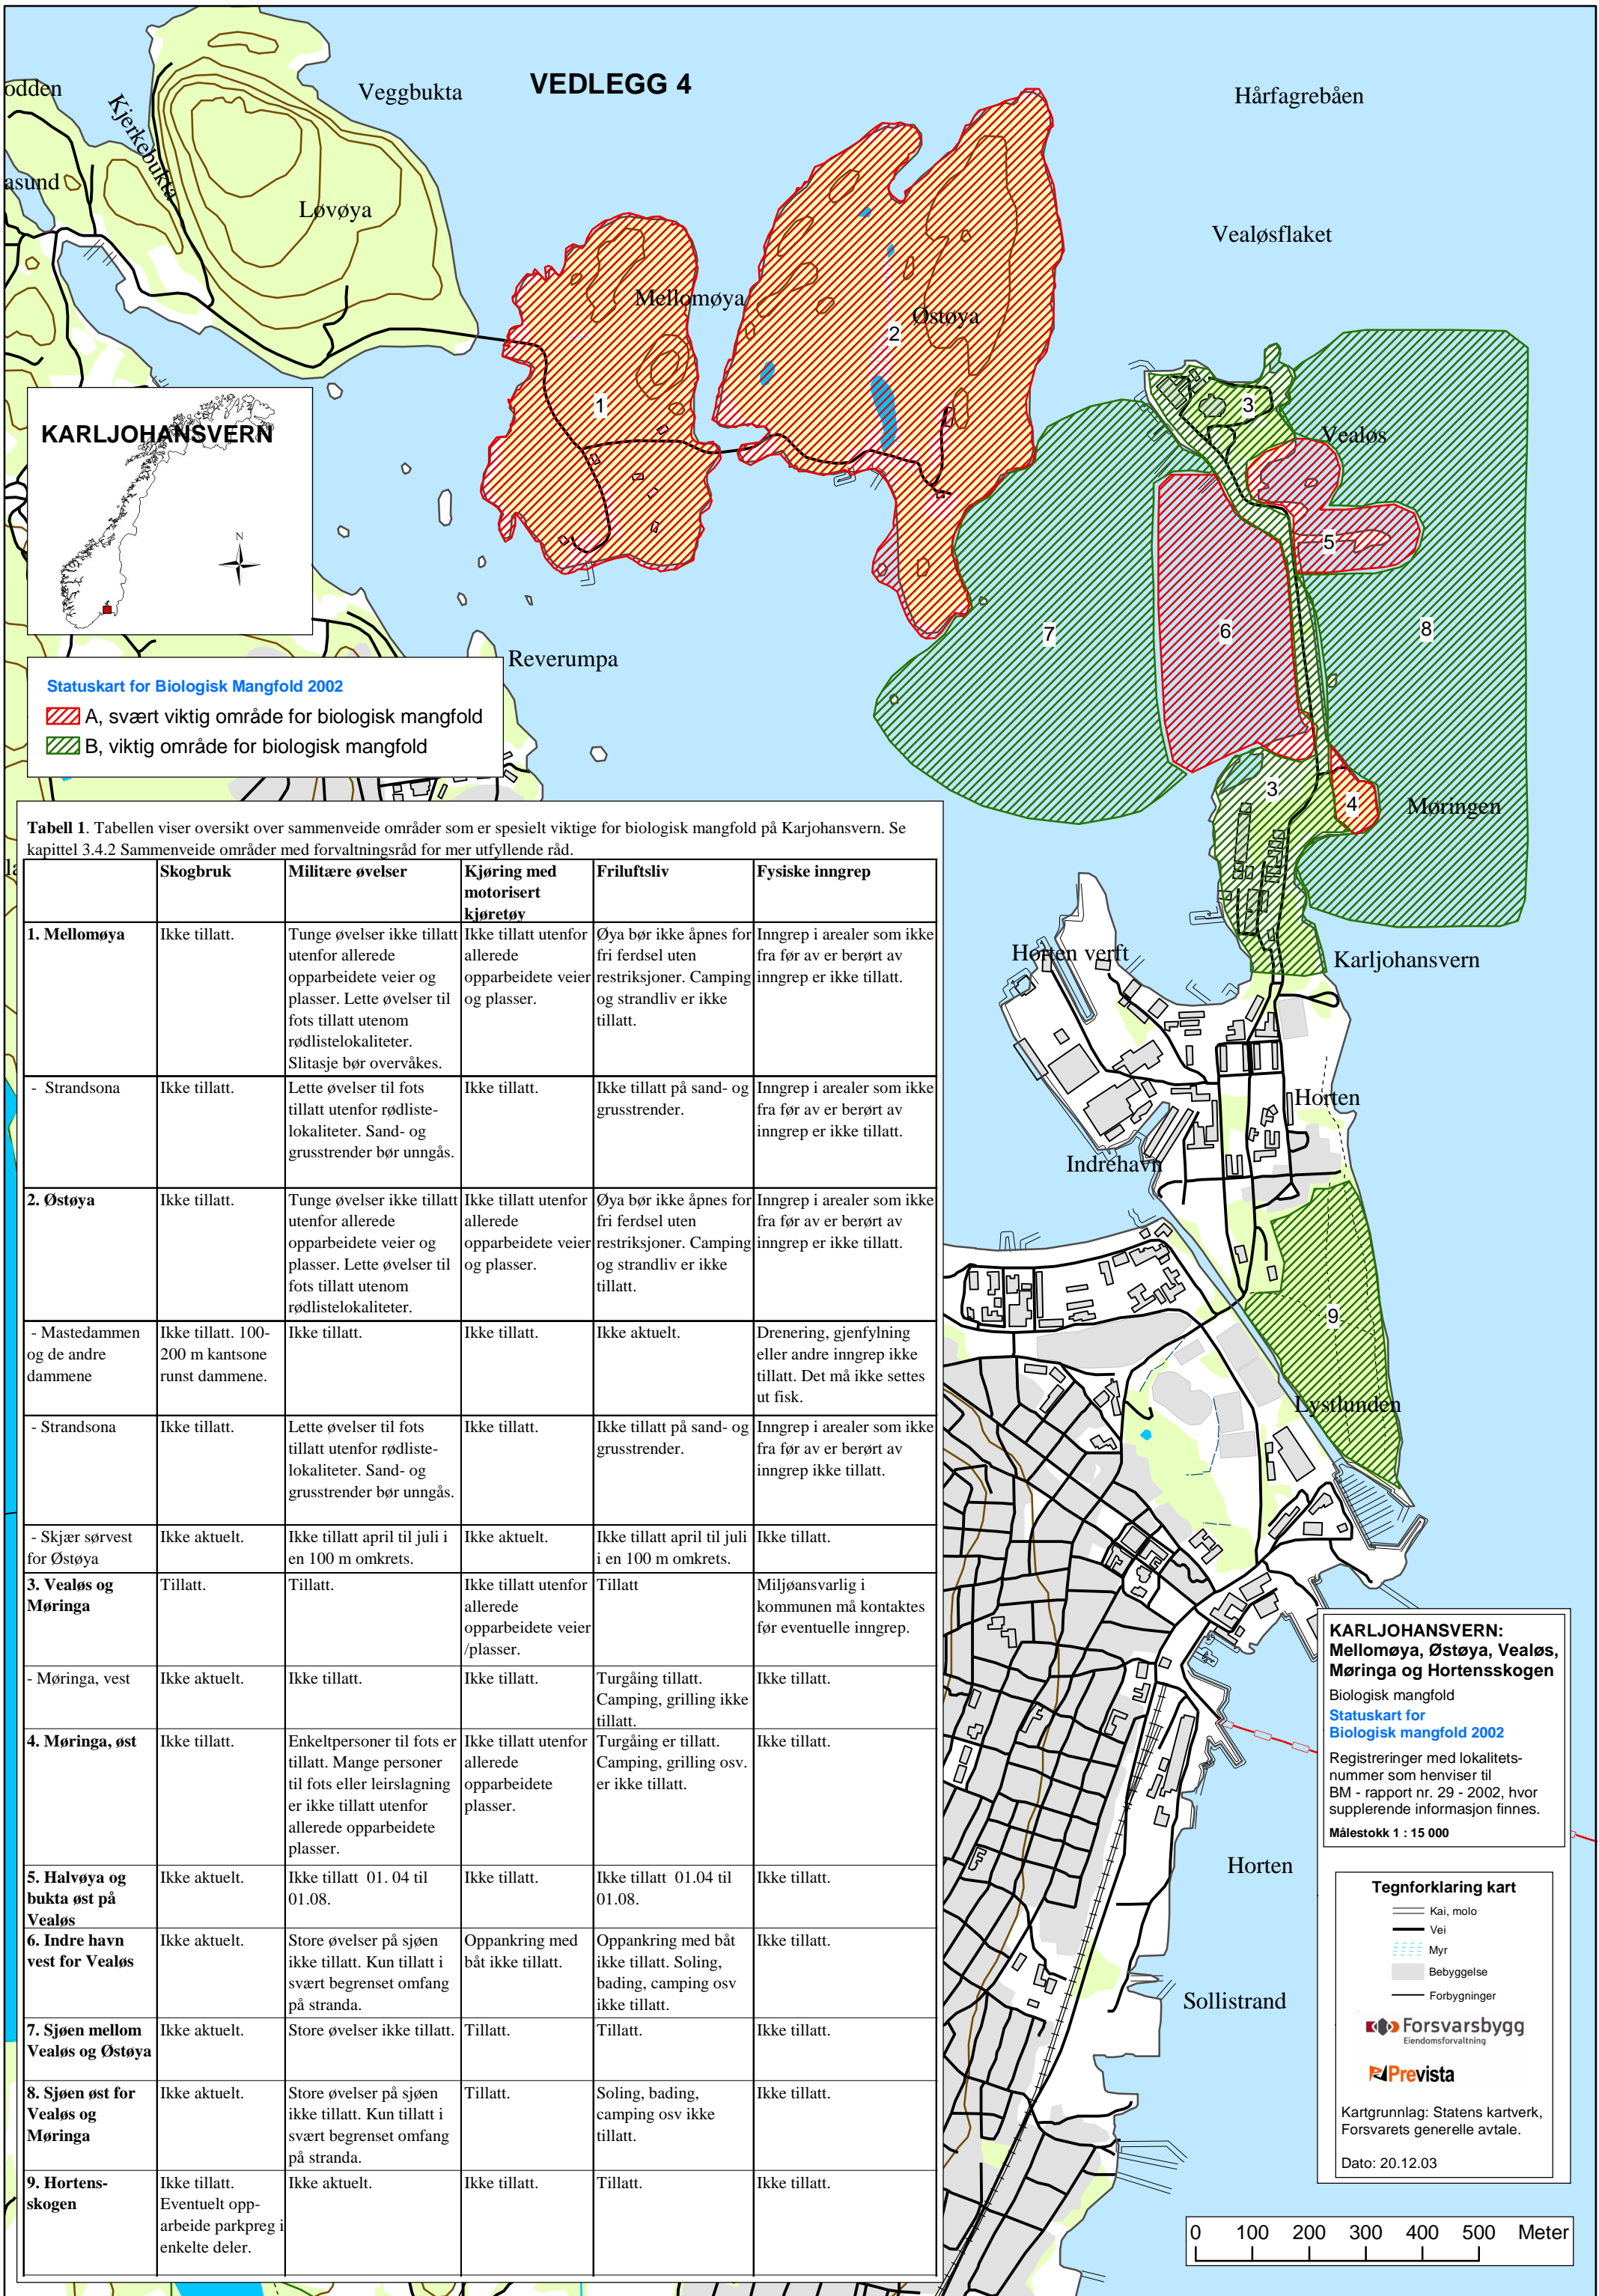 VEDLEGG 4
odden
Kjerkebukta
Veggbukta
Hårfagrebåen
asund
Løvøya
Vealøsflaket
Mellomøya
Østøya
2
1
3
Vealøs
KARLJOHANSVERN
N
5
6
7
8
Reverumpa
Statuskart for Biologisk Mangfold 2002
A, svært viktig område for biologisk mangfold
B, viktig område for biologisk mangfold
3
4
Møringen
Tabell 1. Tabellen viser oversikt over sammenveide områder som er spesielt viktige for biologisk mangfold på Karjohansvern. Se
kapittel 3.4.2 Sammenveide områder med forvaltningsråd for mer utfyllende råd.
Skogbruk
Militære øvelser
Kjøring med
motorisert
kjøretøy
Friluftsliv
Fysiske inngrep
1. Mellomøya
Ikke tillatt.
Tunge øvelser ikke tillatt
utenfor allerede
opparbeidete veier og
plasser. Lette øvelser til
fots tillatt utenom
rødlistelokaliteter.
Slitasje bør overvåkes.
Ikke tillatt utenfor
allerede
opparbeidete veier
og plasser.
Øya bør ikke åpnes for
fri ferdsel uten
restriksjoner. Camping
og strandliv er ikke
tillatt.
Inngrep i arealer som ikke
fra før av er berørt av
inngrep er ikke tillatt.
- Strandsona
Ikke tillatt.
Lette øvelser til fots
tillatt utenfor rødliste-
lokaliteter. Sand- og
grusstrender bør unngås.
Ikke tillatt.
Ikke tillatt på sand- og
grusstrender.
Inngrep i arealer som ikke
fra før av er berørt av
inngrep er ikke tillatt.
2. Østøya
Ikke tillatt.
Tunge øvelser ikke tillatt
utenfor allerede
opparbeidete veier og
plasser. Lette øvelser til
fots tillatt utenom
rødlistelokaliteter.
Ikke tillatt utenfor
allerede
opparbeidete veier
og plasser.
Øya bør ikke åpnes for
fri ferdsel uten
restriksjoner. Camping
og strandliv er ikke
tillatt.
Inngrep i arealer som ikke
fra før av er berørt av
inngrep er ikke tillatt.
- Mastedammen
og de andre
dammene
Ikke tillatt. 100-
200 m kantsone
runst dammene.
Ikke tillatt.
Ikke tillatt.
Ikke aktuelt.
Drenering, gjenfylning
eller andre inngrep ikke
tillatt. Det må ikke settes
ut fisk.
- Strandsona
Ikke tillatt.
Lette øvelser til fots
tillatt utenfor rødliste-
lokaliteter. Sand- og
grusstrender bør unngås.
Ikke tillatt.
Ikke tillatt på sand- og
grusstrender.
Inngrep i arealer som ikke
fra før av er berørt av
inngrep ikke tillatt.
- Skjær sørvest
for Østøya
Ikke aktuelt.
Ikke tillatt april til juli i
en 100 m omkrets.
Ikke aktuelt.
Ikke tillatt april til juli
i en 100 m omkrets.
Ikke tillatt.
3. Vealøs og
Møringa
Tillatt.
Tillatt.
Ikke tillatt utenfor
allerede
opparbeidete veier
/plasser.
Tillatt
Miljøansvarlig i
kommunen må kontaktes
før eventuelle inngrep.
- Møringa, vest
Ikke aktuelt.
Ikke tillatt.
Ikke tillatt.
Turgåing tillatt.
Camping, grilling ikke
tillatt.
Ikke tillatt.
4. Møringa, øst
Ikke tillatt.
Enkeltpersoner til fots er
tillatt. Mange personer
til fots eller leirslagning
er ikke tillatt utenfor
allerede opparbeidete
plasser.
Ikke tillatt utenfor
allerede
opparbeidete
plasser.
Turgåing er tillatt.
Camping, grilling osv.
er ikke tillatt.
Ikke tillatt.
5. Halvøya og
bukta øst på
Vealøs
Ikke aktuelt.
Ikke tillatt 01. 04 til
01.08.
Ikke tillatt.
Ikke tillatt 01.04 til
01.08.
Ikke tillatt.
6. Indre havn
vest for Vealøs
Ikke aktuelt.
Store øvelser på sjøen
ikke tillatt. Kun tillatt i
svært begrenset omfang
på stranda.
Oppankring med
båt ikke tillatt.
Oppankring med båt
ikke tillatt. Soling,
bading, camping osv
ikke tillatt.
Ikke tillatt.
7. Sjøen mellom
Vealøs og Østøya
Ikke aktuelt.
Store øvelser ikke tillatt.
Tillatt.
Tillatt.
Ikke tillatt.
8. Sjøen øst for
Vealøs og
Møringa
Ikke aktuelt.
Store øvelser på sjøen
ikke tillatt. Kun tillatt i
svært begrenset omfang
på stranda.
Tillatt.
Soling, bading,
camping osv ikke
tillatt.
Ikke tillatt.
9. Hortens-
skogen
Ikke tillatt.
Eventuelt opp-
arbeide parkpreg i
enkelte deler.
Ikke aktuelt.
Ikke tillatt.
Tillatt.
Ikke tillatt.
Horten verft
Karljohansvern
Horten
Indrehavn
9
Lystlunden
KARLJOHANSVERN:
Mellomøya, Østøya, Vealøs,
Møringa og Hortensskogen
Biologisk mangfold
Statuskart for
Biologisk mangfold 2002
Registreringer med lokalitets-
nummer som henviser til
BM - rapport nr. 29 - 2002, hvor
supplerende informasjon finnes.
Målestokk 1 : 15 000
Horten
Sollistrand
Tegnforklaring kart
Kai, molo
Vei
Myr
Bebyggelse
Forbygninger
Forsvarsbygg
Eiendomsforvaltning
Prevista
Kartgrunnlag: Statens kartverk,
Forsvarets generelle avtale.
Dato: 20.12.03
0 100 200 300 400 500 Meter